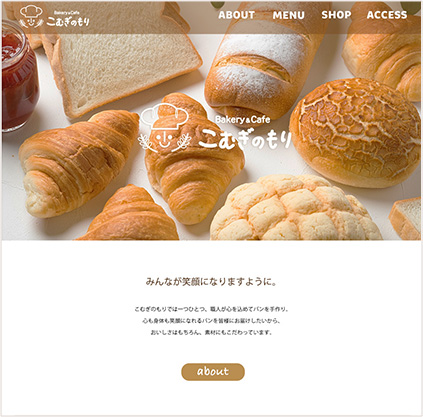 Bakery&Cafe
こむぎのもり
ABOUT MENU SHOP ACCESS
Bakery&Cafe
こむぎのもり
みんなが笑顔になりますように。
こむぎのもりでは一つひとつ、職人が心を込めてパンを手作り。
心も身体も笑顔になれるパンを皆様にお届けしたいから、
おいしさはもちろん、素材にもこだわっています。
about